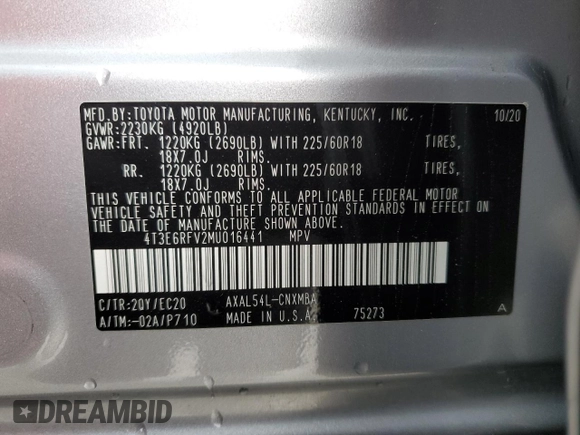 MFD.BY:TOYOTA MOTOR MANUFACTURING, KENTUCKY, INC. 10/20
GVWR:2230KG (4920LB)
GAWR:FRT. 1220KG (2690LB) WITH 225/60R18 TIRES,
18X7.0J RIMS.
RR. 1220KG (2690LB) WITH 225/60R18 TIRES,
18X7.0J RIMS.
THIS VEHICLE CONFORMS TO ALL APPLICABLE FEDERAL MOTOR
VEHICLE SAFETY AND THEFT PREVENTION STANDARDS IN EFFECT ON
THE DATE OF MANUFACTURE SHOWN ABOVE.
4T3E6RFV2MU016441 MPV
C/TR:2QY/EC20 AXAL54L-CNXMBA
A/TM:-02A/P710 MADE IN U.S.A. 75273 A
DREAMBID